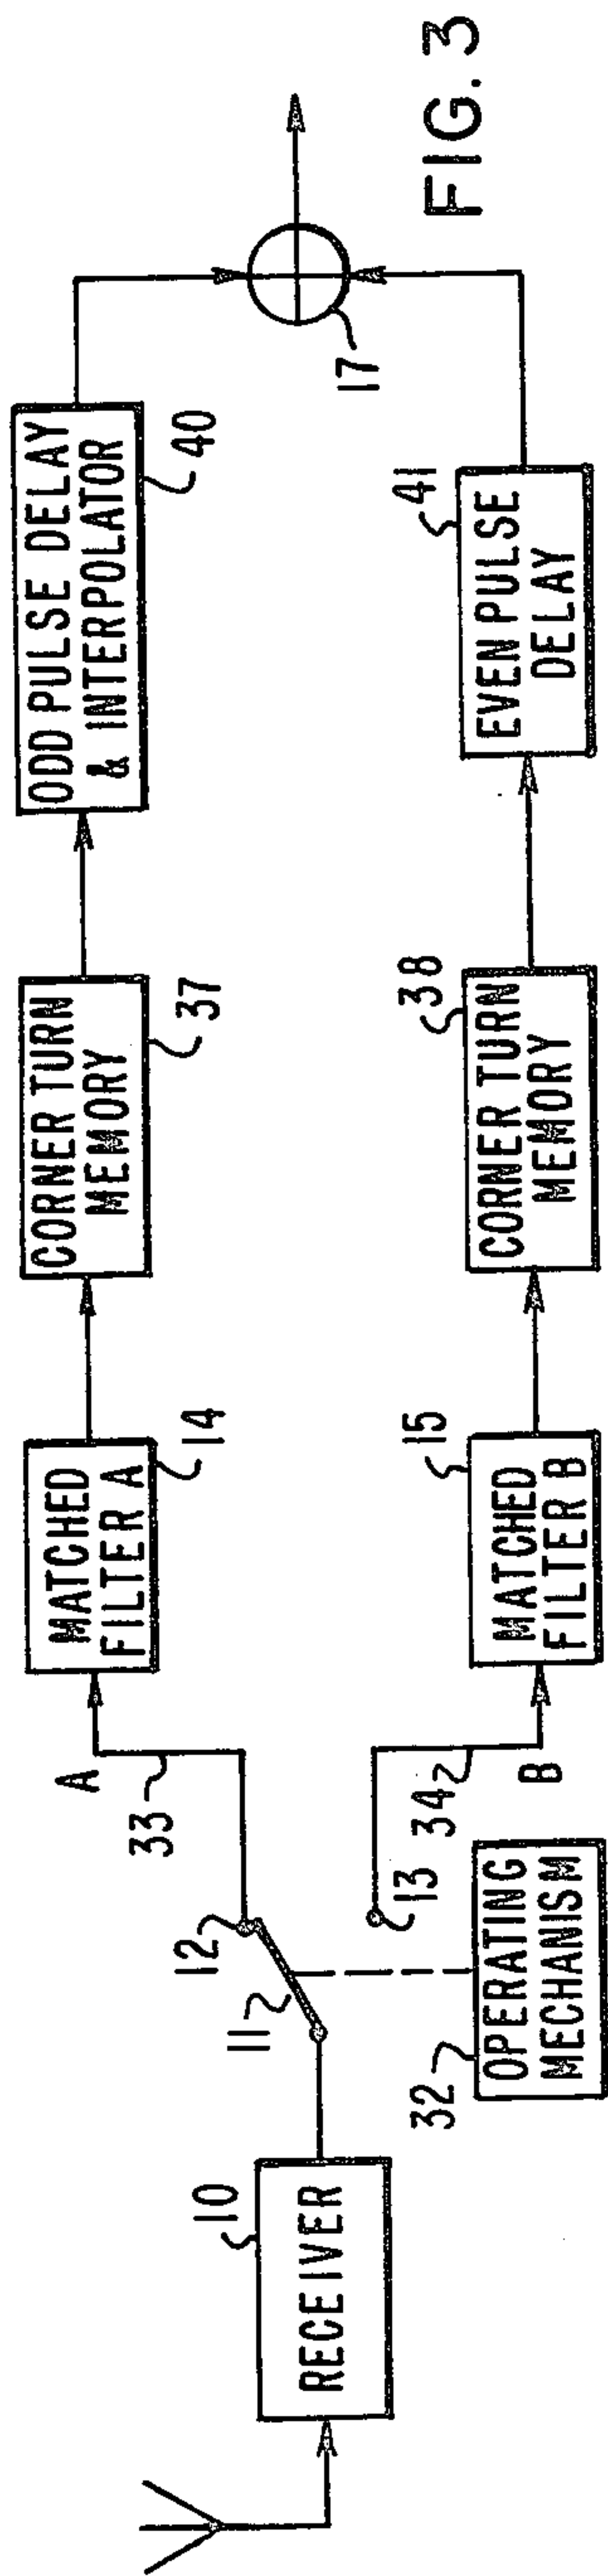 RECEIVER
10
11
12
13
32
OPERATING
MECHANISM
A
33
34
B
MATCHED
FILTER A
14
MATCHED
FILTER B
15
CORNER TURN
MEMORY
37
CORNER TURN
MEMORY
38
ODD PULSE DELAY
& INTERPOLATOR
40
EVEN PULSE
DELAY
41
17
FIG. 3